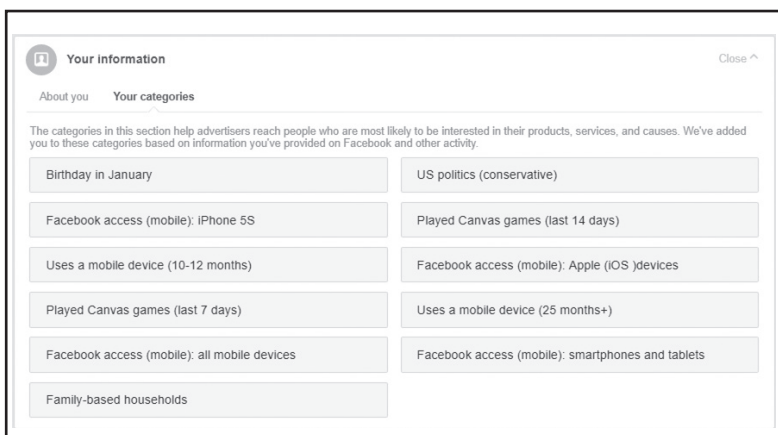 Your information
Close
About you
Your categories
The categories in this section help advertisers reach people who are most likely to be interested in their products, services, and causes. We've added
you to these categories based on information you've provided on Facebook and other activity.
Birthday in January
US politics (conservative)
Facebook access (mobile): iPhone 5S
Played Canvas games (last 14 days)
Uses a mobile device (10-12 months)
Facebook access (mobile): Apple (iOS )devices
Played Canvas games (last 7 days)
Uses a mobile device (25 months+)
Facebook access (mobile): all mobile devices
Facebook access (mobile): smartphones and tablets
Family-based households